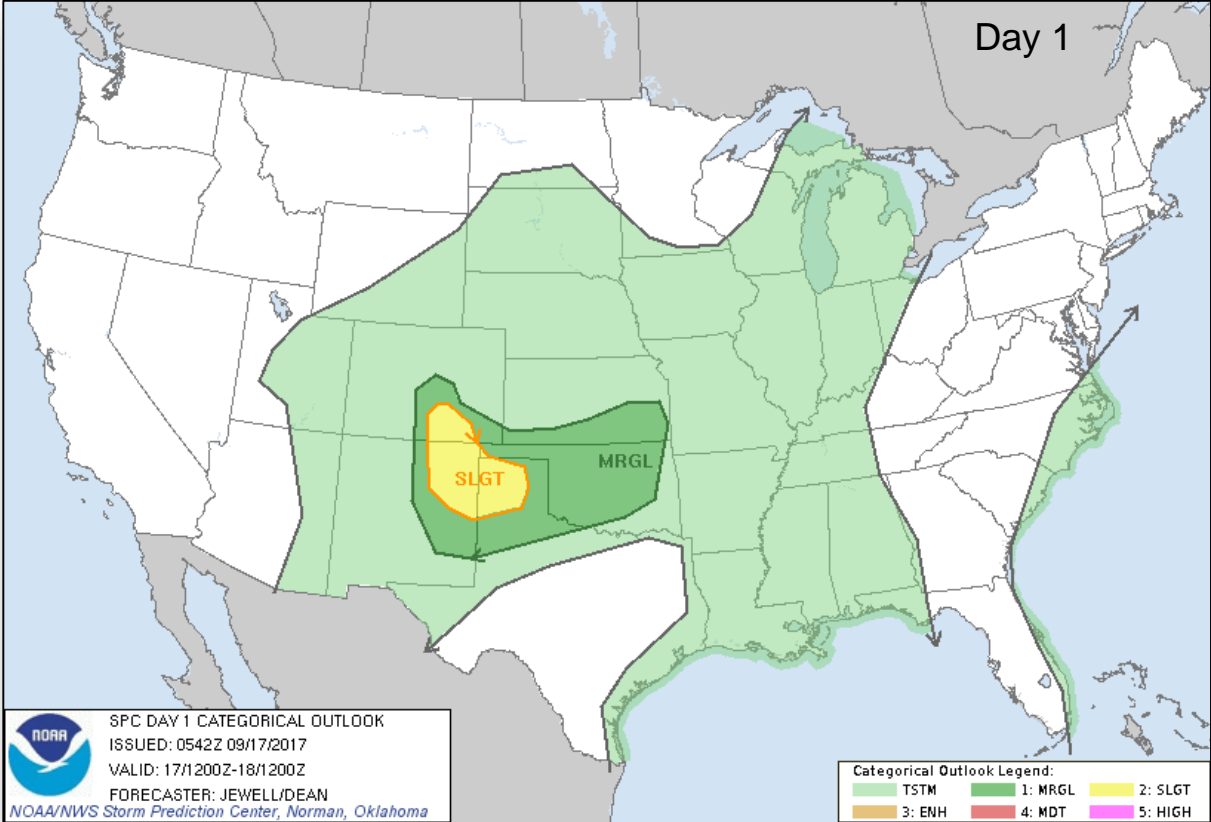 Day 1
MRGL
SLGT
NOAA
SPC DAY 1 CATEGORICAL OUTLOOK
ISSUED: 0542Z 09/17/2017
VALID: 17/1200Z-18/1200Z
FORECASTER: JEWELL/DEAN
NOAA/NWS Storm Prediction Center, Norman, Oklahoma
Categorical Outlook Legend:
TSTM 1: MRGL 2: SLGT
3: ENH 4: MDT 5: HIGH